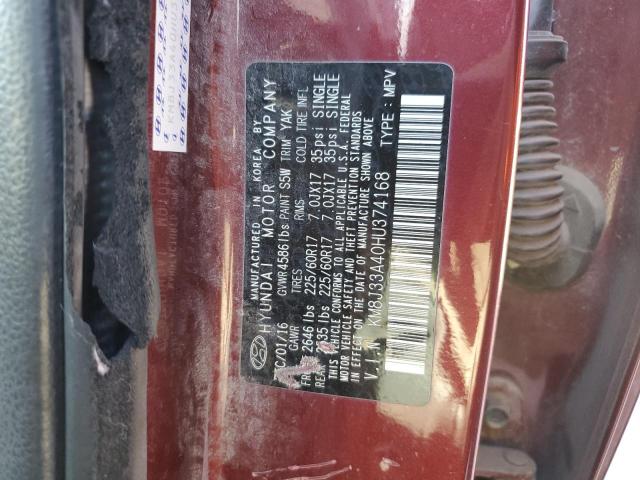 MANUFACTURED IN KOREA BY
HYUNDAI MOTOR COMPANY
C/01/16 GVWR 4586 lbs PAINT S5W TRIM YAK
GAWR TIRES RIMS COLD TIRE INFL
FR 2646 lbs 225/60R17 7.0JX17 35psi SINGLE
REAR 35 lbs 225/60R17 7.0JX17 35psi SINGLE
THIS VEHICLE CONFORMS TO ALL APPLICABLE U.S.A. FEDERAL
MOTOR VEHICLE SAFETY AND THEFT PREVENTION STANDARDS
IN EFFECT ON THE DATE OF MANUFACTURE SHOWN ABOVE
V.I.N KM8J33A40HU374168 TYPE : MPV